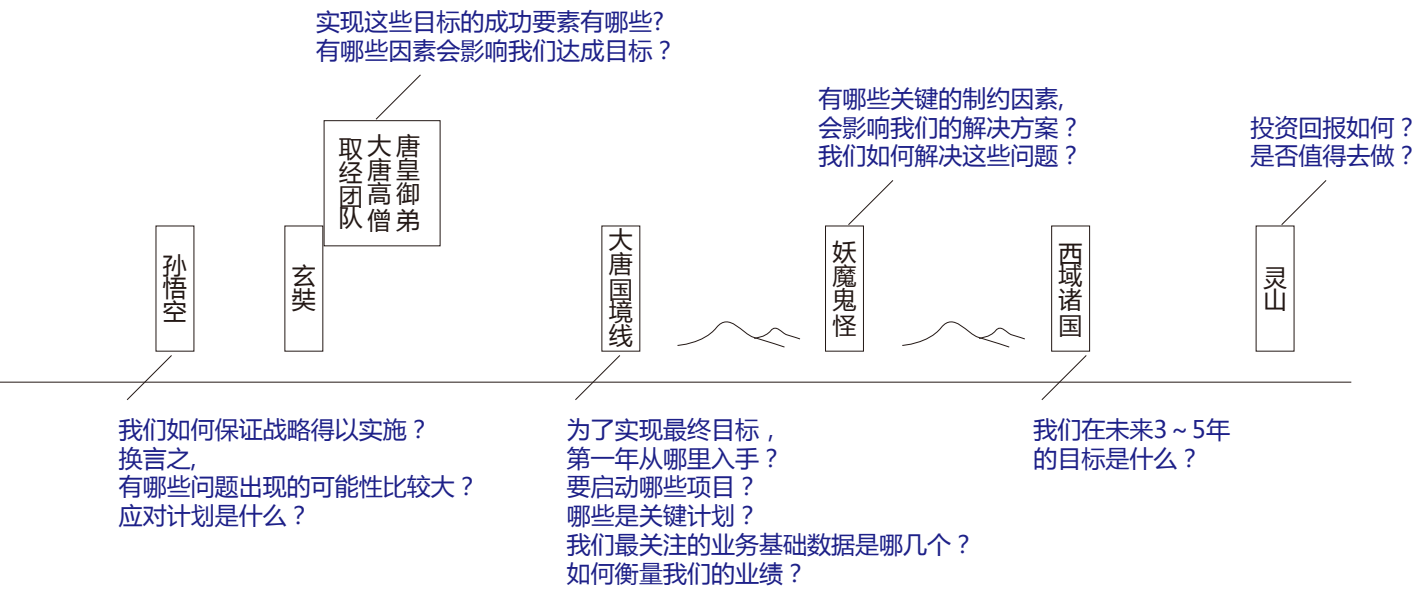 实现这些目标的成功要素有哪些?
有哪些因素会影响我们达成目标？
有哪些关键的制约因素,
会影响我们的解决方案？
我们如何解决这些问题？
投资回报如何？
是否值得去做？
唐皇御弟
大唐高僧
取经团队
孙悟空
玄奘
大唐国境线
妖魔鬼怪
西域诸国
灵山
我们如何保证战略得以实施？
换言之,
有哪些问题出现的可能性比较大？
应对计划是什么？
为了实现最终目标，
第一年从哪里入手？
要启动哪些项目？
哪些是关键计划？
我们最关注的业务基础数据是哪几个？
如何衡量我们的业绩？
我们在未来3～5年
的目标是什么？